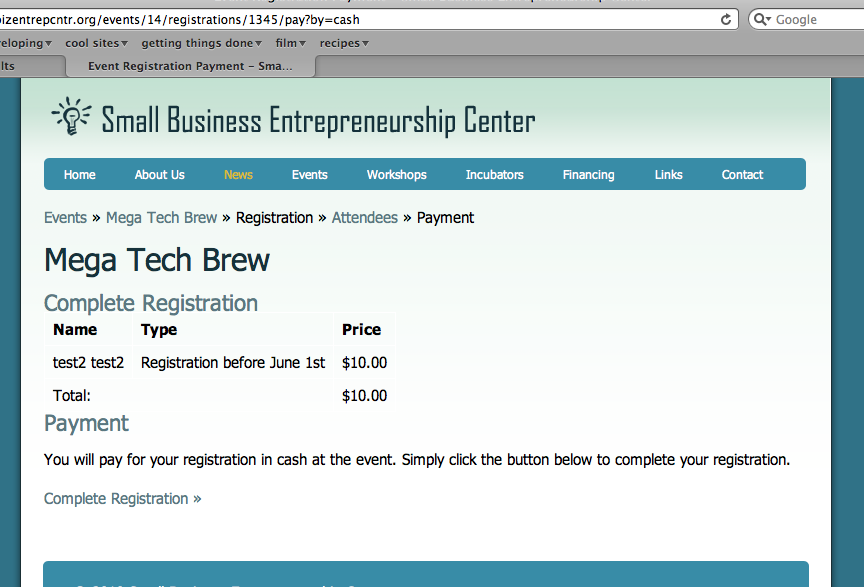 izentrepcntr.org/events/14/registrations/1345/pay?by=cash
Google
cool sites
getting things done
film
recipes
Event Registration Payment – Sma...
Small Business Entrepreneurship Center
Home
About Us
News
Events
Workshops
Incubators
Financing
Links
Contact
Events » Mega Tech Brew » Registration » Attendees » Payment
Mega Tech Brew
Complete Registration
Name Type Price
test2 test2 Registration before June 1st $10.00
Total: $10.00
Payment
You will pay for your registration in cash at the event. Simply click the button below to complete your registration.
Complete Registration »